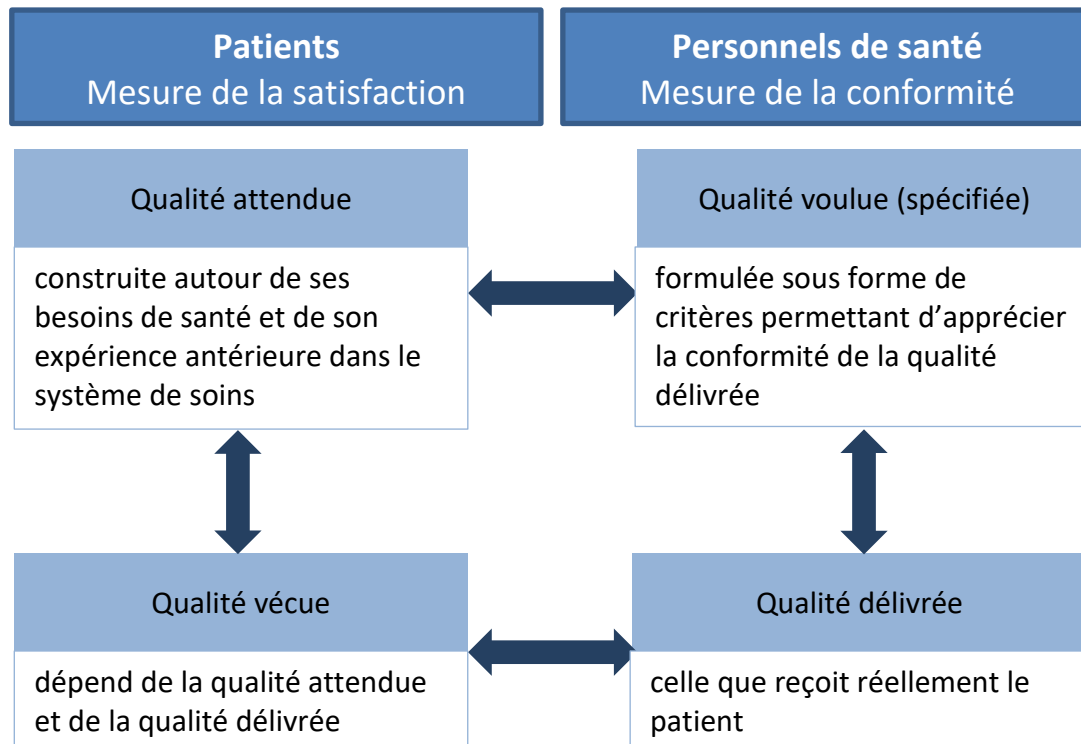 Patients
Mesure de la satisfaction
Personnels de santé
Mesure de la conformité
Qualité attendue
construite autour de ses
besoins de santé et de son
expérience antérieure dans le
système de soins
Qualité voulue (spécifiée)
formulée sous forme de
critères permettant d’apprécier
la conformité de la qualité
délivrée
Qualité vécue
dépend de la qualité attendue
et de la qualité délivrée
Qualité délivrée
celle que reçoit réellement le
patient